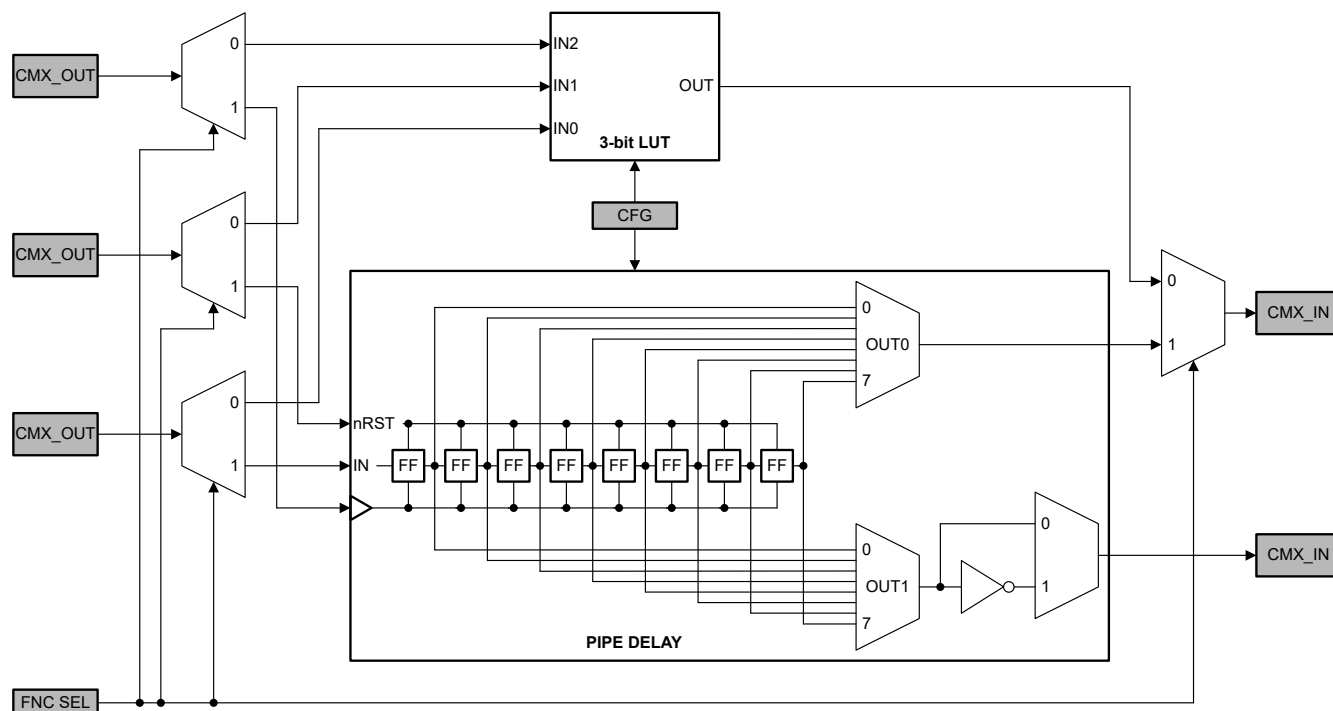 CMX_OUT
0
1
IN2
IN1
IN0
OUT
3-bit LUT
CMX_OUT
0
1
CFG
CMX_OUT
0
1
nRST
IN
FF FF FF FF FF FF FF FF
0
OUT0
7
0
OUT1
7
0
1
PIPE DELAY
0
1
CMX_IN
CMX_IN
FNC SEL